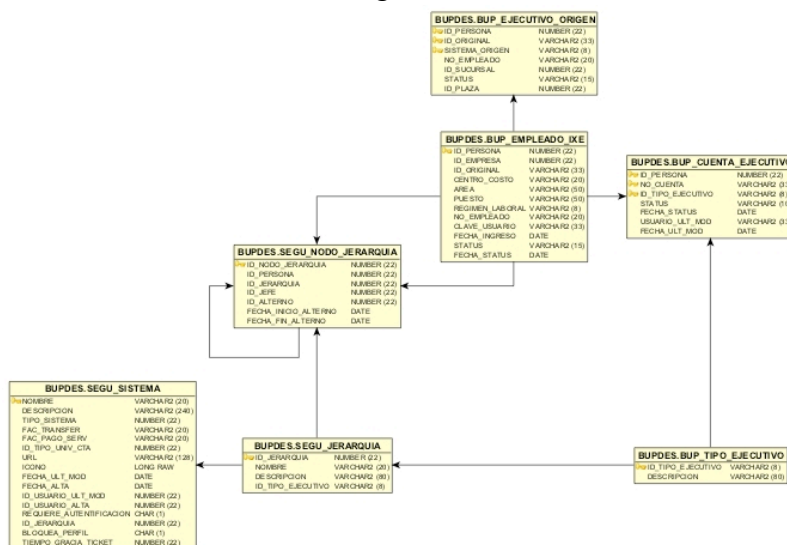 BUPDES.BUP_EJECUTIVO_ORIGEN
ID_PERSONA NUMBER (22)
ID_ORIGINAL VARCHAR2 (33)
SISTEMA_ORIGEN VARCHAR2 (8)
NO_EMPLEADO VARCHAR2 (20)
ID_SUCURSAL NUMBER (22)
STATUS VARCHAR2 (15)
ID_PLAZA NUMBER (22)
BUPDES.BUP_EMPLEADO_IXE
ID_PERSONA NUMBER (22)
ID_EMPRESA NUMBER (22)
ID_ORIGINAL VARCHAR2 (33)
CENTRO_COSTO VARCHAR2 (20)
AREA VARCHAR2 (50)
PUESTO VARCHAR2 (50)
REGIMEN_LABORAL VARCHAR2 (8)
NO_EMPLEADO VARCHAR2 (20)
CLAVE_USUARIO VARCHAR2 (33)
FECHA_INGRESO DATE
STATUS VARCHAR2 (15)
FECHA_STATUS DATE
BUPDES.BUP_CUENTA_EJECUTIVO
ID_PERSONA NUMBER (22)
NO_CUENTA VARCHAR2
ID_TIPO_EJECUTIVO VARCHAR2 (8)
STATUS VARCHAR2
FECHA_STATUS DATE
USUARIO_ULT_MOD VARCHAR2
FECHA_ULT_MOD DATE
BUPDES.SEGU_NODO_JERARQUIA
ID_NODO_JERARQUIA NUMBER (22)
ID_PERSONA NUMBER (22)
ID_JERARQUIA NUMBER (22)
ID_JEFE NUMBER (22)
ID_ALTERNO NUMBER (22)
FECHA_INICIO_ALTERNO DATE
FECHA_FIN_ALTERNO DATE
BUPDES.SEGU_SISTEMA
NOMBRE VARCHAR2 (20)
DESCRIPCION VARCHAR2 (240)
TIPO_SISTEMA NUMBER (22)
FAC_TRANSFER VARCHAR2 (20)
FAC_PAGO_SERV VARCHAR2 (20)
ID_TIPO_UNIV_CTA NUMBER (22)
URL VARCHAR2 (128)
ICONO LONG RAW
FECHA_ULT_MOD DATE
FECHA_ALTA DATE
ID_USUARIO_ULT_MOD NUMBER (22)
ID_USUARIO_ALTA NUMBER (22)
REQUIERE_AUTENTIFICACION CHAR (1)
ID_JERARQUIA NUMBER (22)
BLOQUEA_PERFIL CHAR (1)
TIEMPO_GRACIA_TICKET NUMBER (22)
BUPDES.SEGU_JERARQUIA
ID_JERARQUIA NUMBER (22)
NOMBRE VARCHAR2 (20)
DESCRIPCION VARCHAR2 (80)
ID_TIPO_EJECUTIVO VARCHAR2 (8)
BUPDES.BUP_TIPO_EJECUTIVO
ID_TIPO_EJECUTIVO VARCHAR2 (8)
DESCRIPCION VARCHAR2 (80)